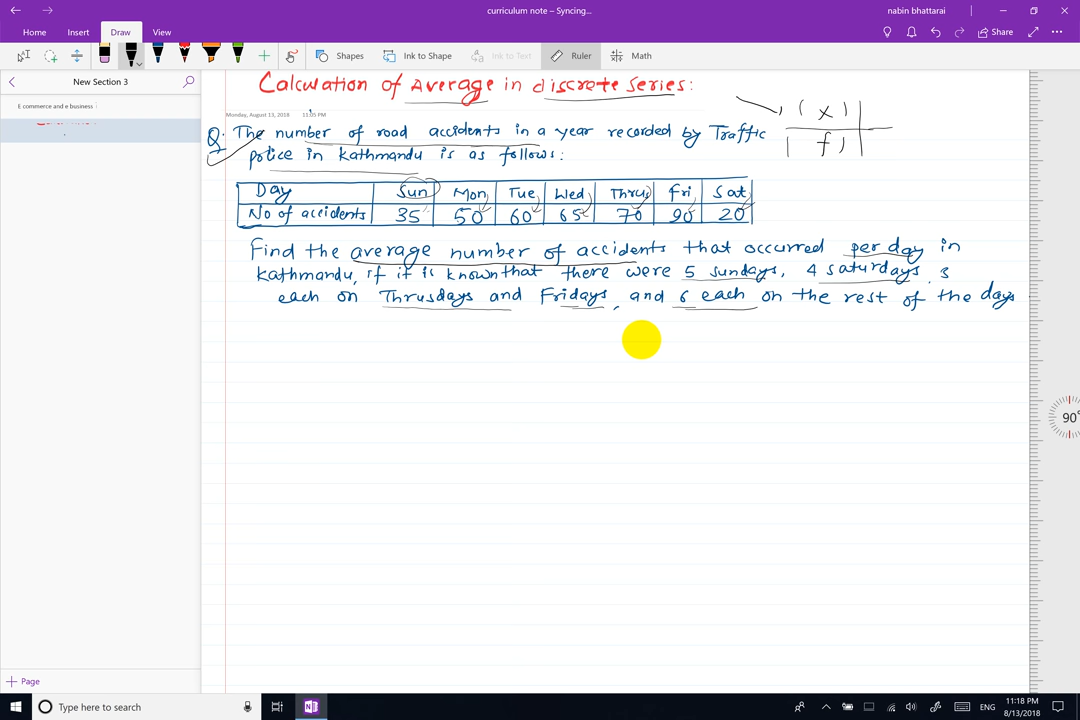 curriculum note – Syncing...
nabin bhattarai
Home Insert Draw View
Share
Shapes Ink to Shape Ink to Text Ruler Math
New Section 3
E commerce and e business :
Calculation of Average in discrete series:
Monday, August 13, 2018 11:05 PM
Q. The number of road accidents in a year recorded by Traffic
police in Kathmandu is as follows:
(x)
f)
Day Sun Mon Tue Wed Thru Fri Sat
No of accidents 35 50 60 65 70 90 20
Find the average number of accidents that occurred per day in
Kathmandu, if it is known that there were 5 sundays, 4 saturdays, 3
each on Thrusdays and Fridays, and 6 each on the rest of the days
90°
+ Page
Type here to search
ENG
11:18 PM
8/13/2018